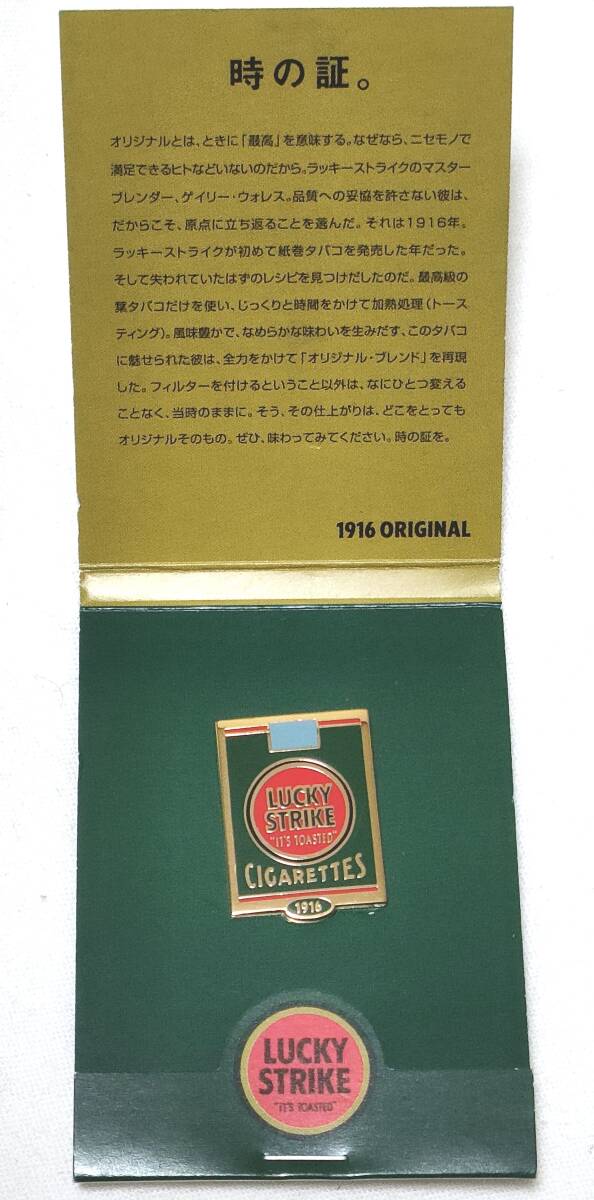 時の証。
オリジナルとは、ときに「最高」を意味する。なぜなら、ニセモノで
満足できるヒトなどいないのだから。ラッキーストライクのマスター
ブレンダー、ゲイリー・ウォレス。品質への妥協を許さない彼は、
だからこそ、原点に立ち返ることを選んだ。それは1916年。
ラッキーストライクが初めて紙巻タバコを発売した年だった。
そして失われていたはずのレシピを見つけだしたのだ。最高級の
葉タバコだけを使い、じっくりと時間をかけて加熱処理（トース
ティング）。風味豊かで、なめらかな味わいを生みだす、このタバコ
に魅せられた彼は、全力をかけて「オリジナル・ブレンド」を再現
した。フィルターを付けるということ以外は、なにひとつ変える
ことなく、当時のままに。そう、その仕上がりは、どこをとっても
オリジナルそのもの。ぜひ、味わってみてください。時の証を。
1916 ORIGINAL
LUCKY
STRIKE
"IT'S TOASTED"
CIGARETTES
1916
LUCKY
STRIKE
"IT'S TOASTED"